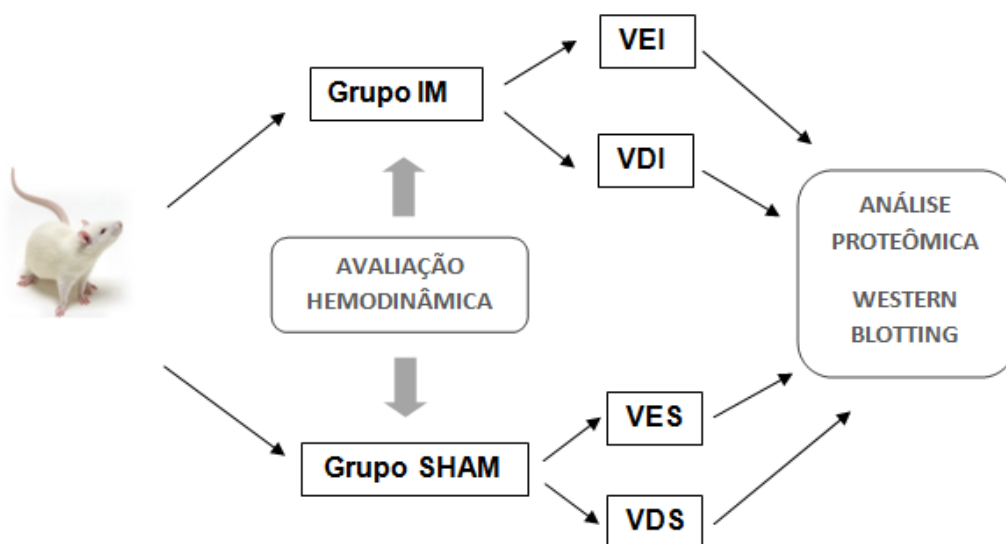 VEI
Grupo IM
VDI
AVALIAÇÃO
HEMODINÂMICA
ANÁLISE
PROTEÔMICA
WESTERN
BLOTTING
VES
Grupo SHAM
VDS